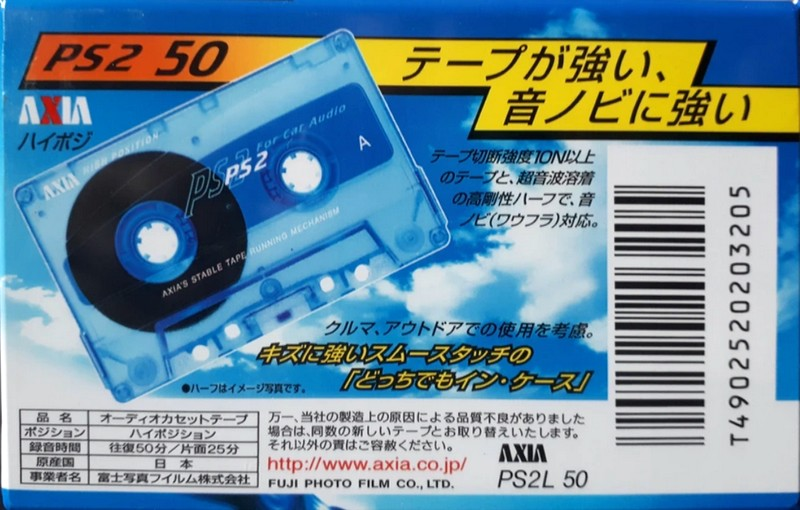 PS2 50
テープが強い、
音ノビに強い
AXIA
ハイポジ
AXIA HIGH POSITION
PS2 For Car Audio
PS2
A
AXIA'S STABLE TAPE RUNNING MECHANISM
テープ切断強度10N以上
のテープと、超音波溶着
の高剛性ハーフで、音
ノビ(ワウフラ)対応。
T4902520203205
クルマ、アウトドアでの使用を考慮。
キズに強いスムースタッチの
「どっちでもイン・ケース」
●ハーフはイメージ写真です。
品 名 オーディオカセットテープ
ポジション ハイポジション
録音時間 往復50分/片面25分
原産国 日 本
事業者名 富士写真フイルム株式会社
万一、当社の製造上の原因による品質不良がありました
場合は、同数の新しいテープとお取り替えいたします。
それ以外の責はご容赦ください。
http://www.axia.co.jp/
FUJI PHOTO FILM CO., LTD.
AXIA
PS2L 50